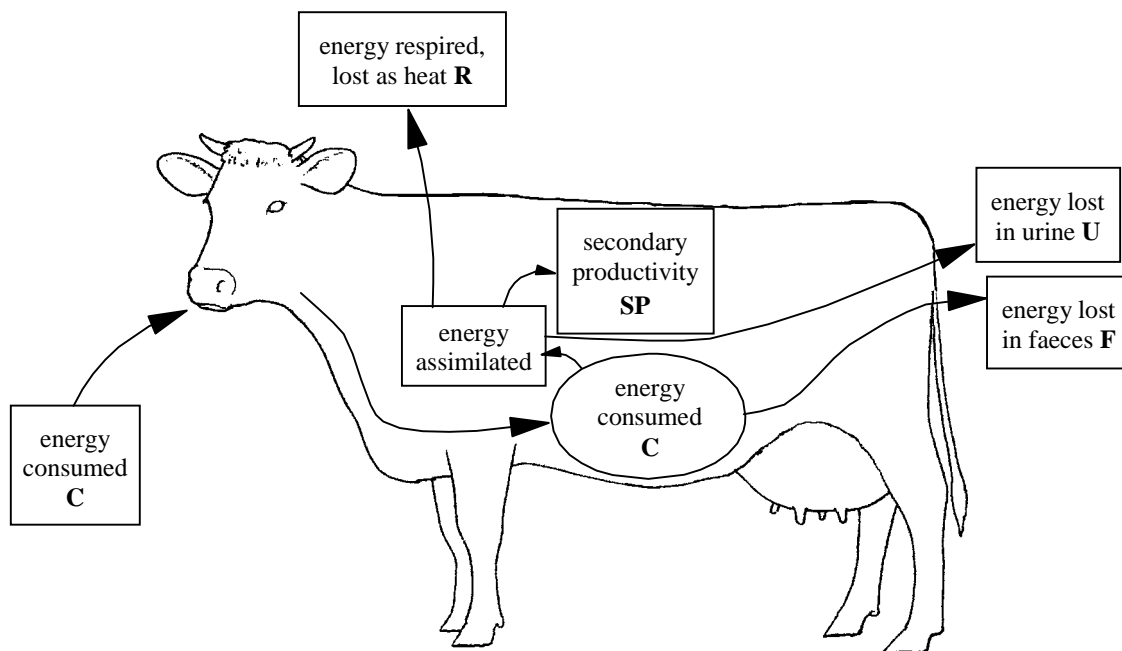 energy respired,
lost as heat R
energy lost
in urine U
secondary
productivity
SP
energy lost
in faeces F
energy
assimilated
energy
consumed
C
energy
consumed
C